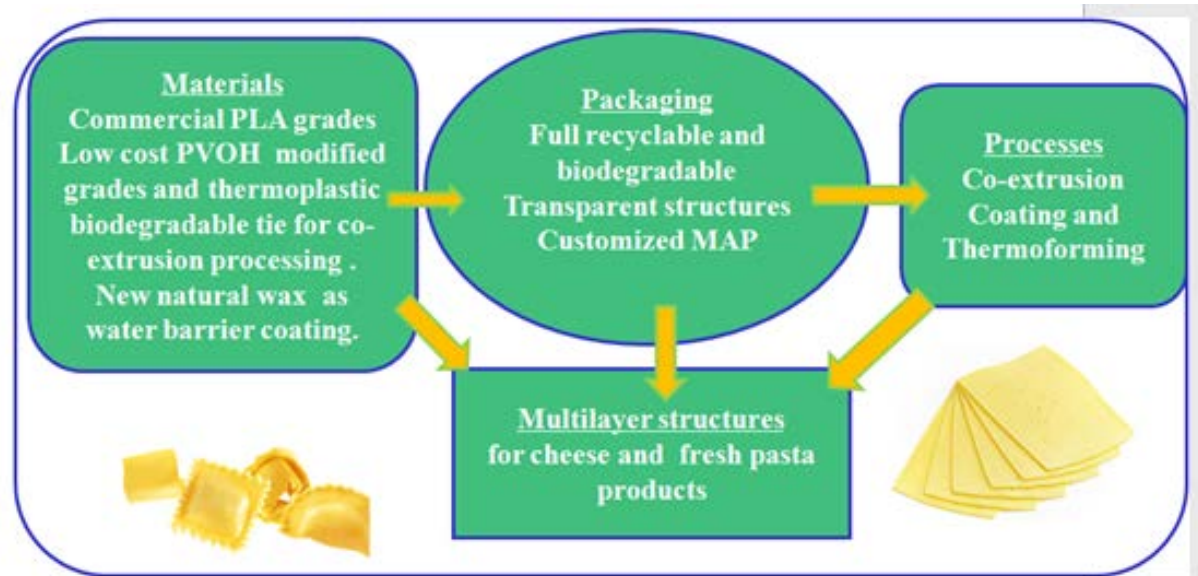 Materials
Commercial PLA grades
Low cost PVOH modified
grades and thermoplastic
biodegradable tie for co-
extrusion processing .
New natural wax as
water barrier coating.
Packaging
Full recyclable and
biodegradable
Transparent structures
Customized MAP
Processes
Co-extrusion
Coating and
Thermoforming
Multilayer structures
for cheese and fresh pasta
products